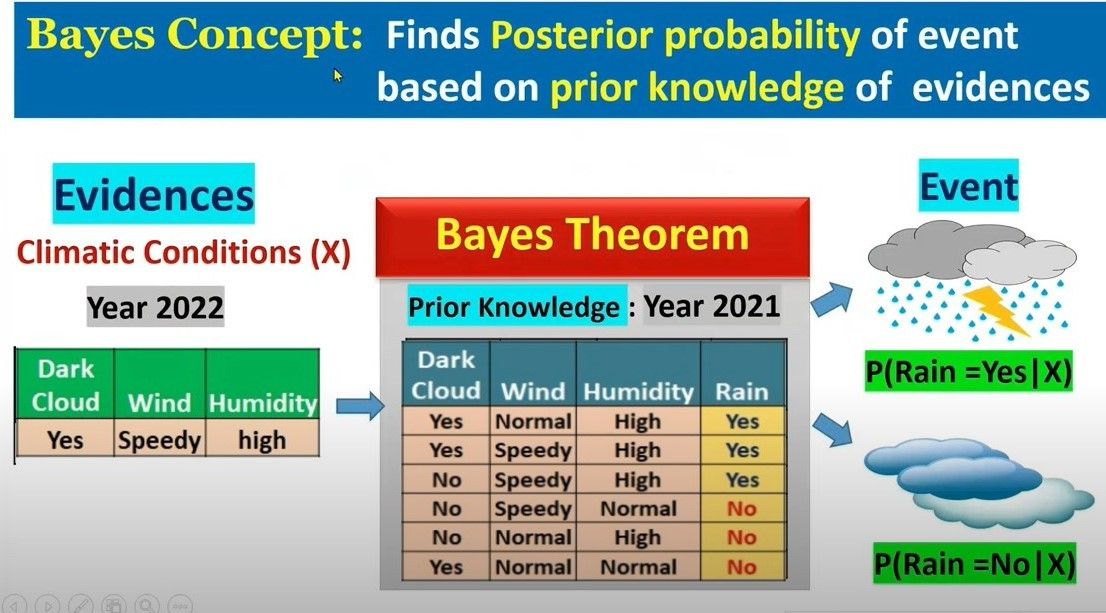 Bayes Concept: Finds Posterior probability of event
based on prior knowledge of evidences
Evidences
Climatic Conditions (X)
Year 2022
Dark Cloud Wind Humidity
Yes Speedy high
Bayes Theorem
Prior Knowledge : Year 2021
Dark Cloud Wind Humidity Rain
Yes Normal High Yes
Yes Speedy High Yes
No Speedy High Yes
No Speedy Normal No
No Normal High No
Yes Normal Normal No
Event
P(Rain =Yes|X)
P(Rain =No|X)